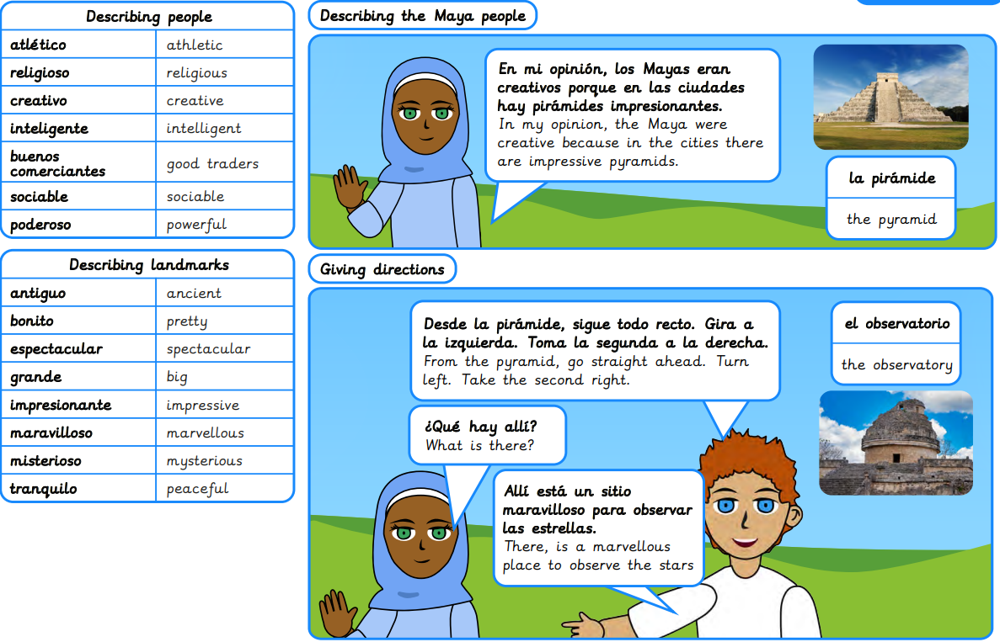 Describing people
atlético athletic
religioso religious
creativo creative
inteligente intelligent
buenos
comerciantes good traders
sociable sociable
poderoso powerful
Describing landmarks
antiguo ancient
bonito pretty
espectacular spectacular
grande big
impresionante impressive
maravilloso marvellous
misterioso mysterious
tranquilo peaceful
Describing the Maya people
En mi opinión, los Mayas eran
creativos porque en las ciudades
hay pirámides impresionantes.
In my opinion, the Maya were
creative because in the cities there
are impressive pyramids.
la pirámide
the pyramid
Giving directions
Desde la pirámide, sigue todo recto. Gira a
la izquierda. Toma la segunda a la derecha.
From the pyramid, go straight ahead. Turn
left. Take the second right.
el observatorio
the observatory
¿Qué hay allí?
What is there?
Allí está un sitio
maravilloso para observar
las estrellas.
There, is a marvellous
place to observe the stars